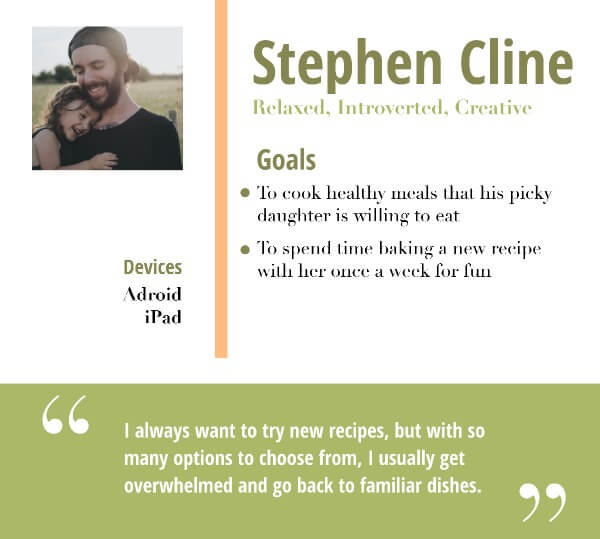 Stephen Cline
Relaxed, Introverted, Creative
Goals
• To cook healthy meals that his picky
daughter is willing to eat
• To spend time baking a new recipe
with her once a week for fun
Devices
Adroid
iPad
“
I always want to try new recipes, but with so
many options to choose from, I usually get
overwhelmed and go back to familiar dishes.
”